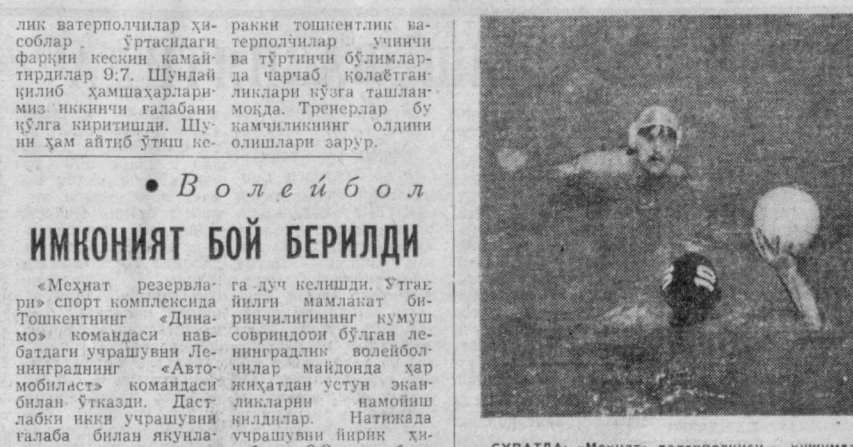 лик ватерполчилар ҳи-
соблар ўртасидаги
фарқни кескин камай-
тирдилар 9:7. Шундай
қилиб ҳамшаҳарлари-
миз иккинчи ғалабани
қўлга киритишди. Шу-
ни ҳам айтиб ўтиш ке-
ракки тошкентлик ва-
терполчилар учинчи
ва тўртинчи бўлимлар-
да чарчаб қолаётган-
ликлари кўзга ташлан-
моқда. Тренерлар бу
камчиликнинг олдини
олишлари зарур.
• Волейбол
ИМКОНИЯТ БОЙ БЕРИЛДИ
«Меҳнат резервла-
ри» спорт комплексида
Тошкентнинг «Дина-
мо» командаси нав-
батдаги учрашувни Ле-
нинграднинг «Авто-
мобилист» командаси
билан ўтказди. Даст-
лабки икки учрашувни
ғалаба билан якунла-
га дуч келишди. Утган
йилги мамлакат би-
ринчилигининг кумуш
совриндори бўлган ле-
нинградлик волейбол-
чилар майдонда ҳар
жиҳатдан устун экан-
ликларни намойиш
қилдилар. Натижада
учрашувни йирик ҳи-
СУРАТДА: «Меҳнат»